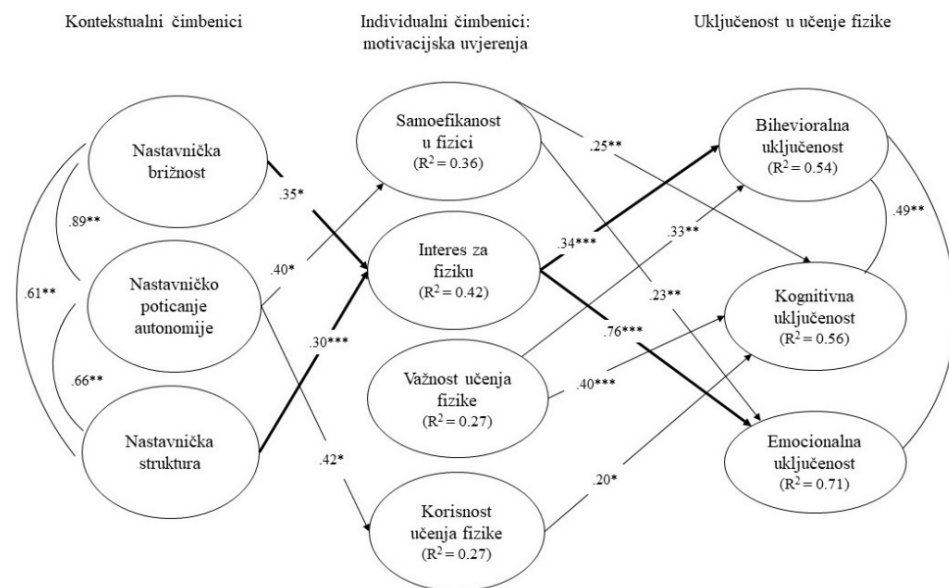 Kontekstualni čimbenici
Individualni čimbenici:
motivacijska uvjerenja
Uključenost u učenje fizike
Nastavnička
brižnost
Nastavničko
poticanje
autonomije
Nastavnička
struktura
.89**
.61**
.66**
.35*
.40*
.30***
.42*
Samoefikanost
u fizici
(R² = 0.36)
Interes za
fiziku
(R² = 0.42)
Važnost učenja
fizike
(R² = 0.27)
Korisnost
učenja fizike
(R² = 0.27)
.25**
.34***
.33**
.23**
.76***
.40***
.20*
Bihevioralna
uključenost
(R² = 0.54)
Kognitivna
uključenost
(R² = 0.56)
Emocionalna
uključenost
(R² = 0.71)
.49**